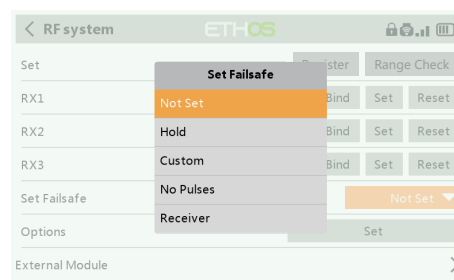 RF system ETHOS
Set Register Range Check
Set Failsafe
RX1 Bind Set Reset
Not Set
RX2 Bind Set Reset
Hold
RX3 Bind Set Reset
Custom
Set Failsafe Not Set
No Pulses
Receiver
Options Set
External Module